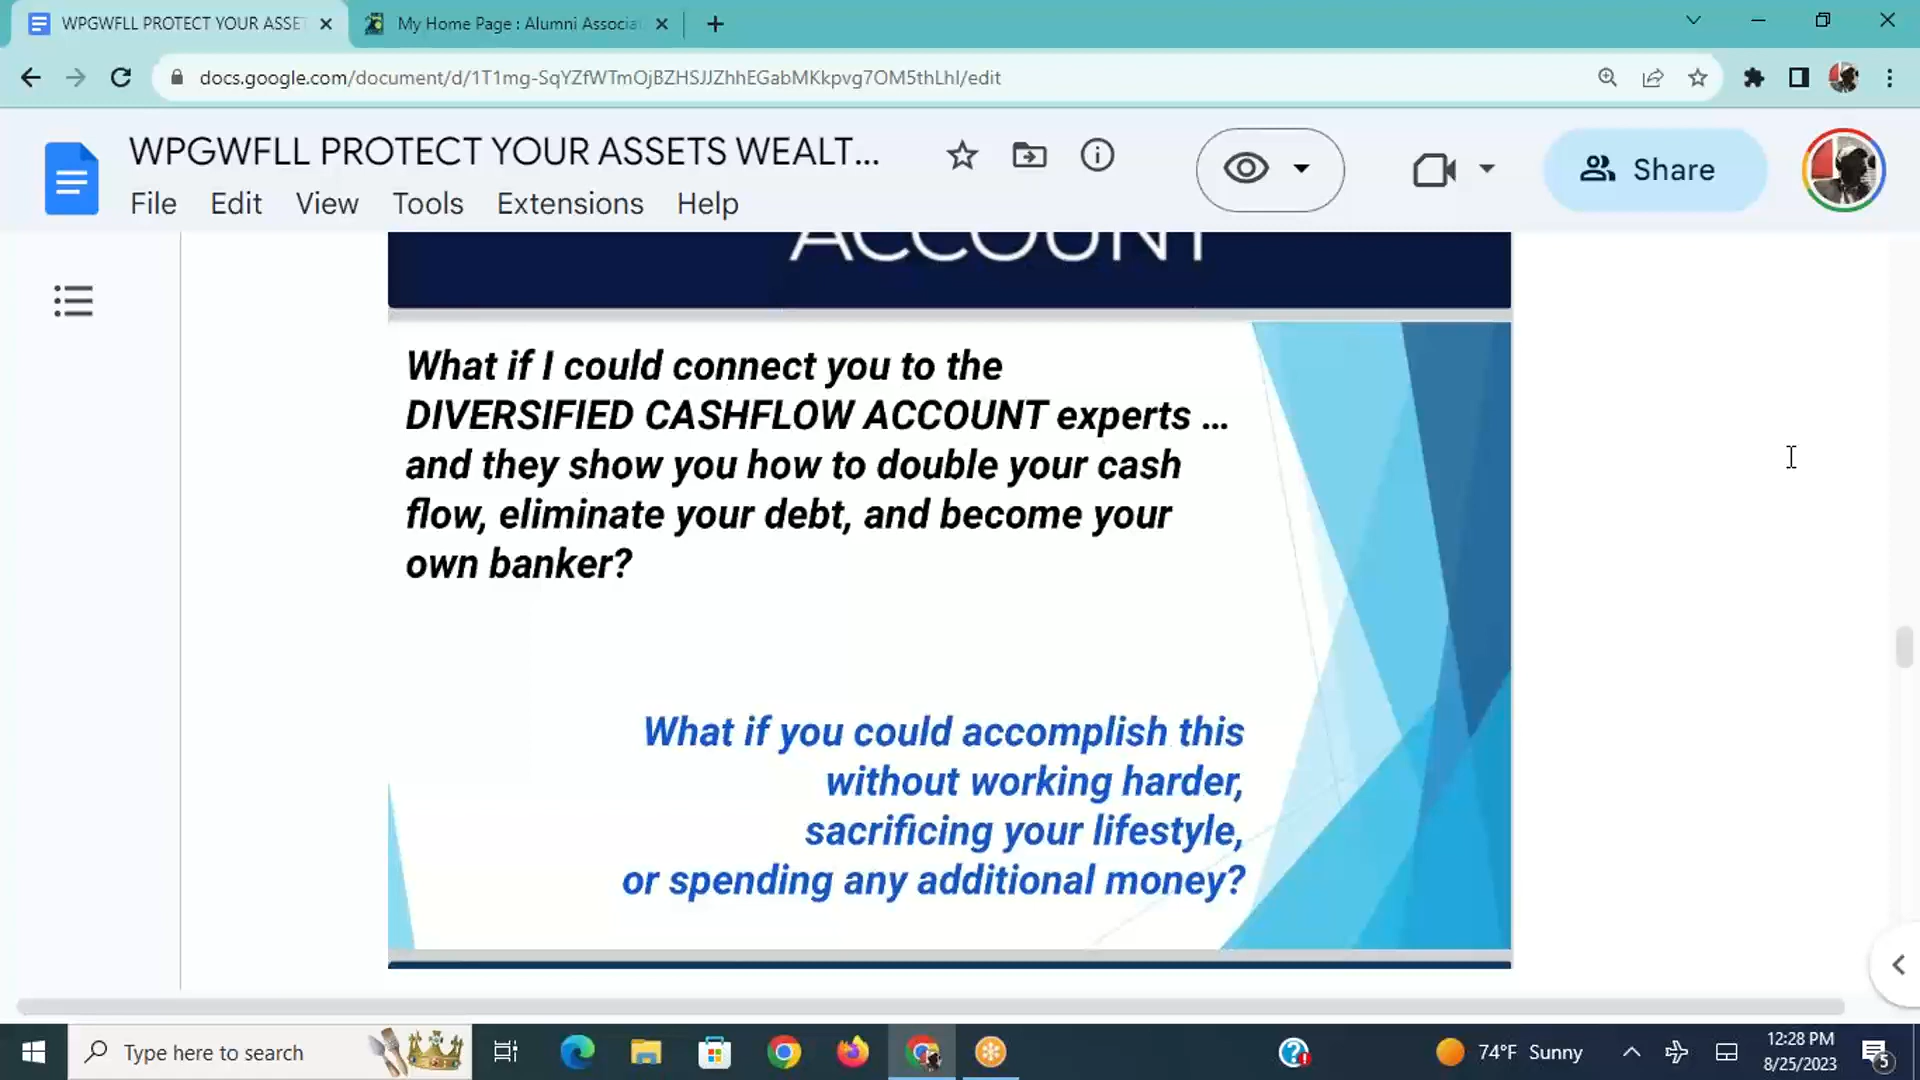 WPGWFLL PROTECT YOUR ASSE
My Home Page : Alumni Associa
docs.google.com/document/d/1T1mg-SqYZfWTmOjBZHSJJZhhEGabMKkpvg7OM5thLhI/edit
WPGWFLL PROTECT YOUR ASSETS WEALT...
File Edit View Tools Extensions Help
Share
ACCOUNT
What if I could connect you to the
DIVERSIFIED CASHFLOW ACCOUNT experts ...
and they show you how to double your cash
flow, eliminate your debt, and become your
own banker?
What if you could accomplish this
without working harder,
sacrificing your lifestyle,
or spending any additional money?
Type here to search
74°F Sunny
12:28 PM
8/25/2023
5